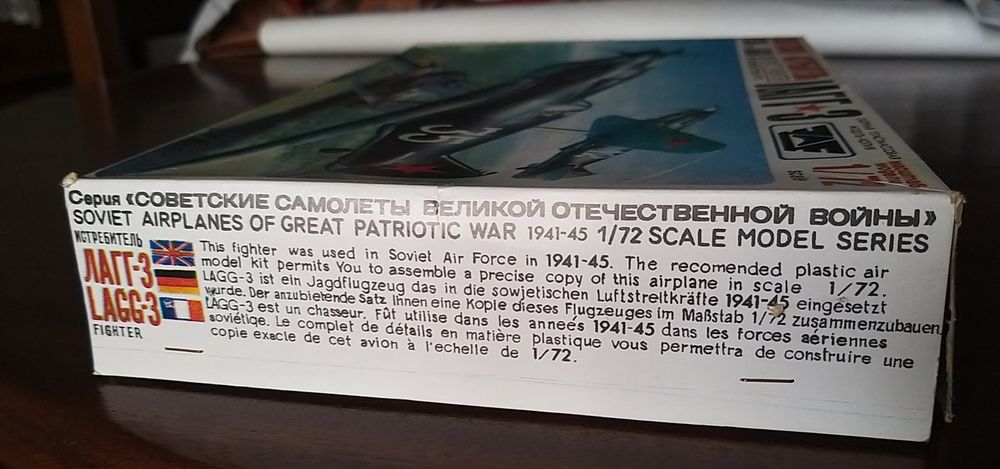 Серия «СОВЕТСКИЕ САМОЛЕТЫ ВЕЛИКОЙ ОТЕЧЕСТВЕННОЙ ВОЙНЫ»
SOVIET AIRPLANES OF GREAT PATRIOTIC WAR 1941-45 1/72 SCALE MODEL SERIES
ИСТРЕБИТЕЛЬ
ЛАГГ-3
LAGG-3
FIGHTER
This fighter was used in Soviet Air Force in 1941-45. The recomended plastic air
model kit permits You to assemble a precise copy of this airplane in scale 1/72.
LAGG-3 ist ein Jagdflugzeug das in die sowjetischen Luftstreitkräfte 1941-45 eingesetzt
wurde. Der anzubietende Satz Ihnen eine Kopie dieses Flugzeuges im Maßstab 1/72 zusammenzubauen.
LAGG-3 est un chasseur. Fût utilise dans les années 1941-45 dans les forces aériennes
soviétiqe. Le complet de détails en matière plastique vous permettra de construire une
copie exacle de cet avion à l'echelle de 1/72.
33
1/72